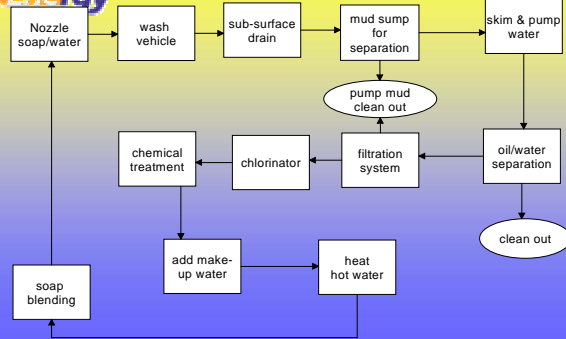 Nozzle
soap/water
wash
vehicle
sub-surface
drain
mud sump
for
separation
skim & pump
water
pump mud
clean out
chemical
treatment
chlorinator
filtration
system
oil/water
separation
clean out
add make-
up water
heat
hot water
soap
blending